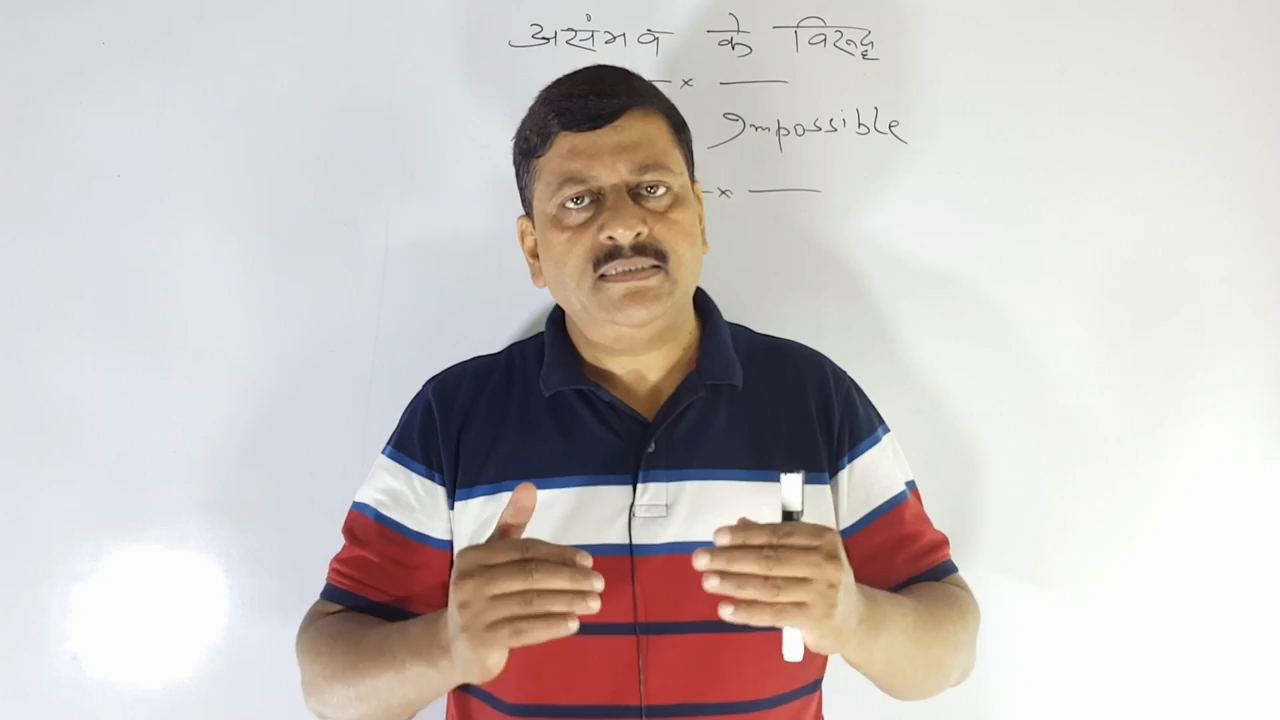 असंभव के विरूद्ध
— x —
Impossible
— x —